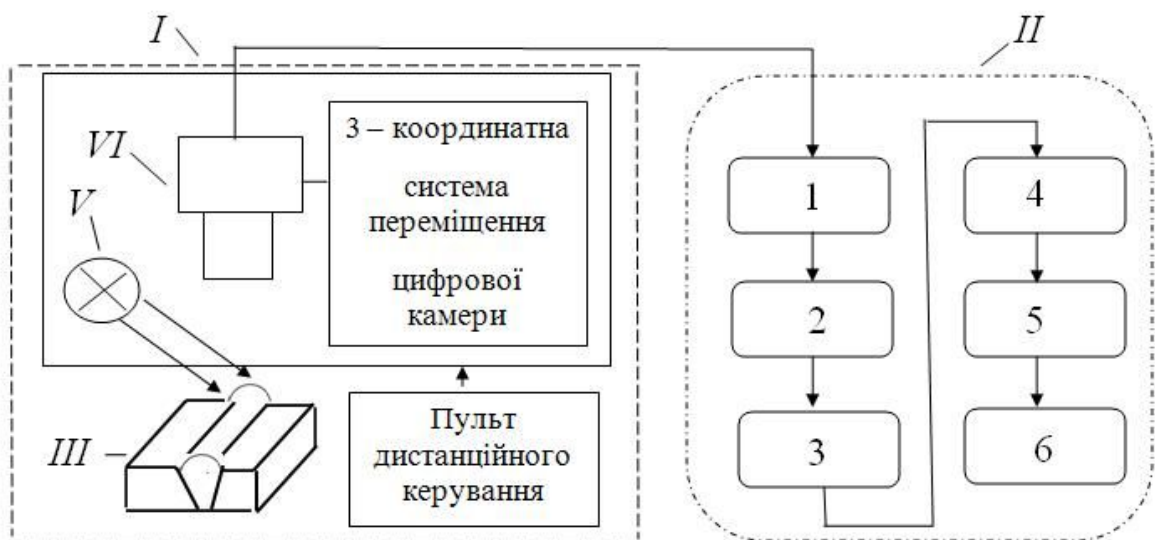 I
II
VI
V
3 – координатна
система
переміщення
цифрової
камери
III
Пульт
дистанційного
керування
1
2
3
4
5
6